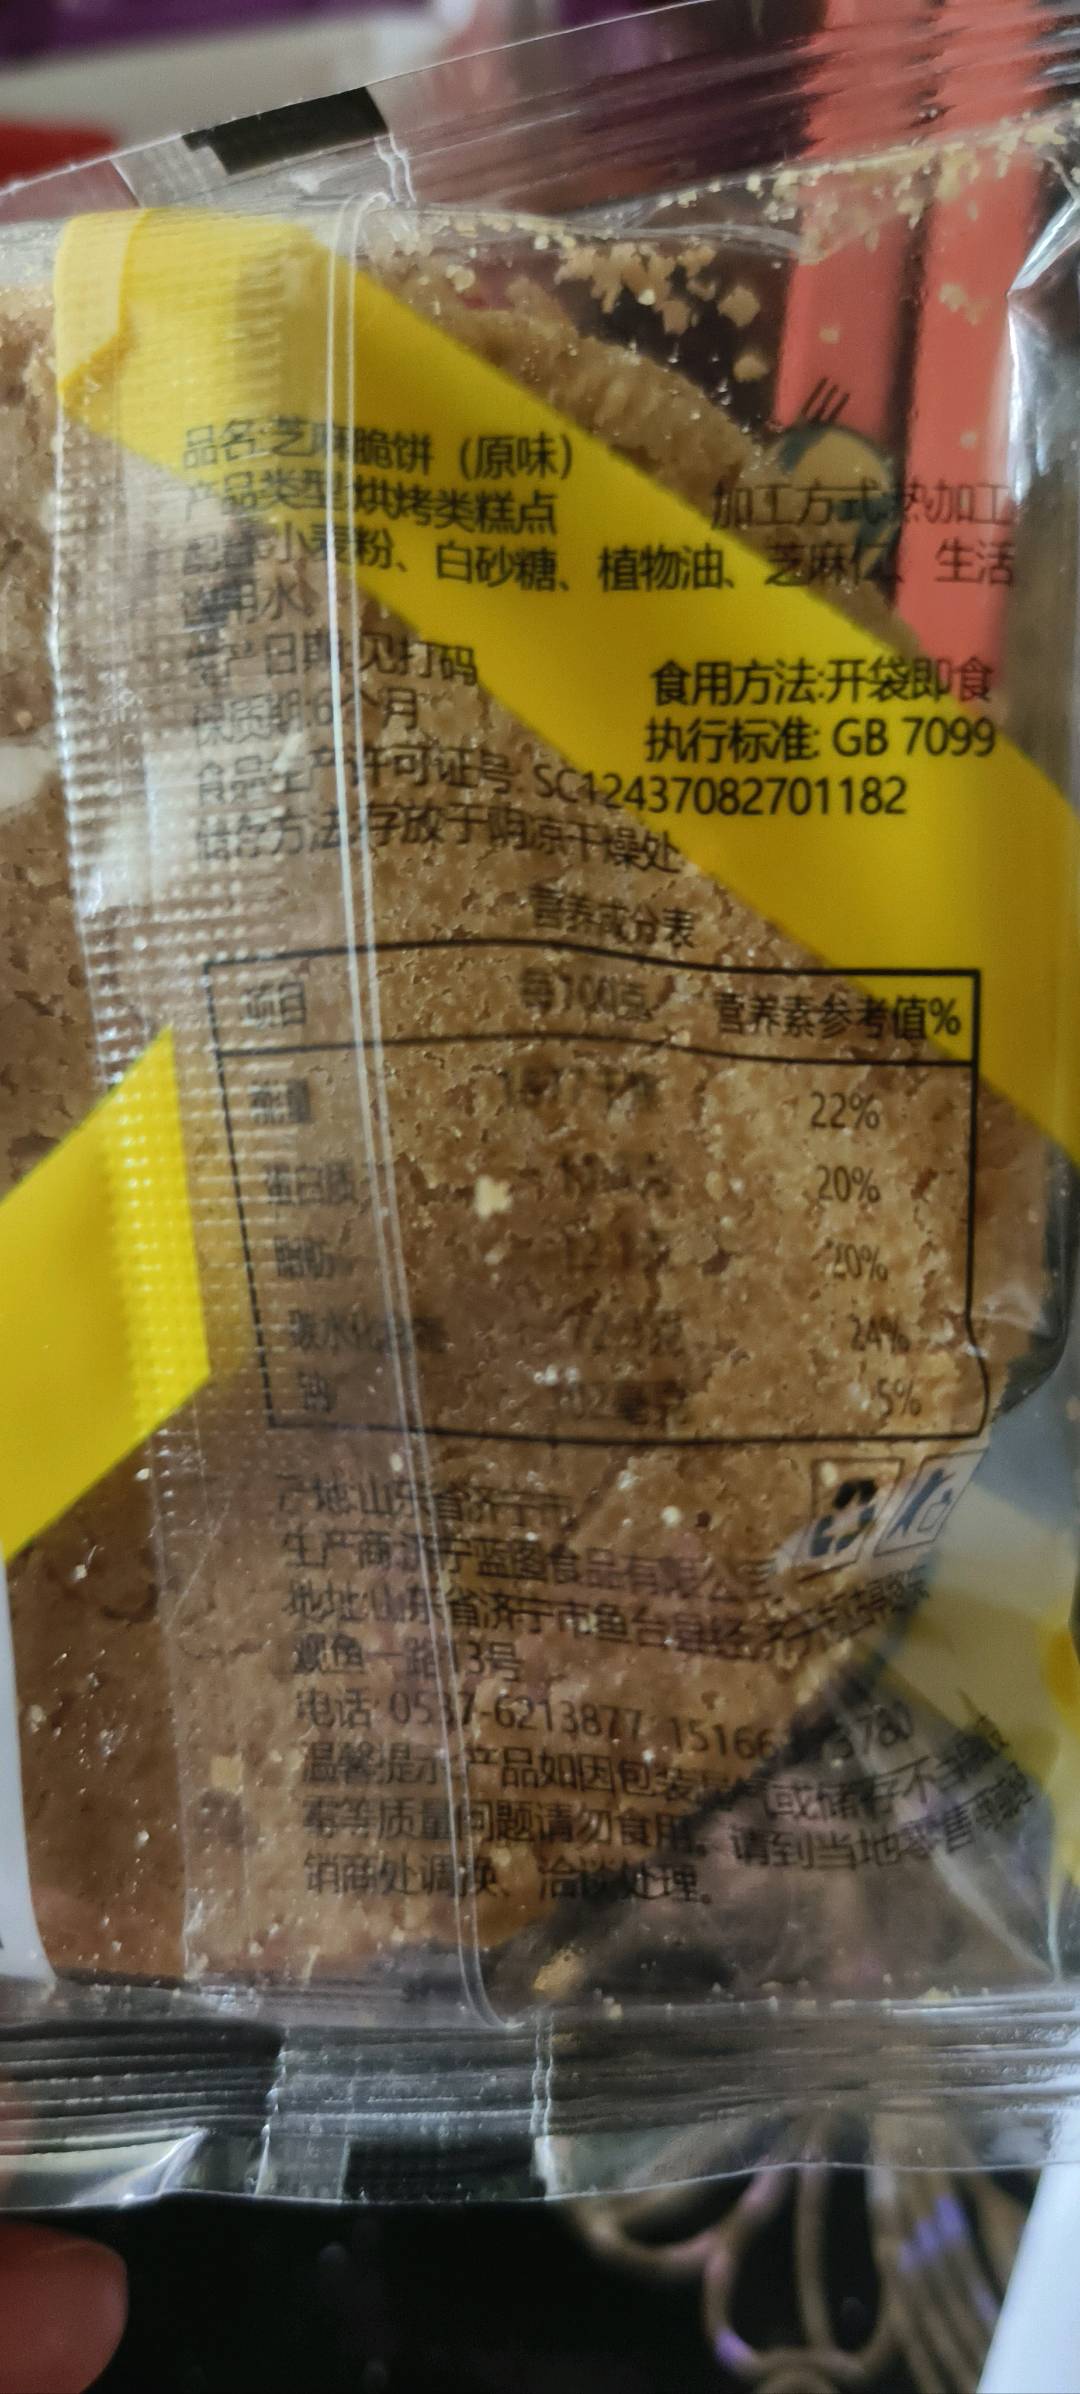 品名:芝麻脆饼（原味）
产品类型:烘烤类糕点 加工方式:热加工
配料:小麦粉、白砂糖、植物油、芝麻仁、生活
饮用水
生产日期:见打码 食用方法:开袋即食
保质期:6个月 执行标准: GB 7099
食品生产许可证号: SC12437082701182
储存方法:存放于阴凉干燥处
营养成分表
项目 每100克 营养素参考值%
能量 22%
蛋白质 20%
脂肪 20%
碳水化合物 24%
钠 102毫克 5%
产地:山东省济宁市
生产商:济宁蓝图食品有限公司
地址:山东省济宁市鱼台县经济
观鱼一路13号
电话: 0537-6213877 15166
温馨提示:产品如因包装漏气或储存不当
霉等质量问题请勿食用。请到当地零售
销商处调换、洽谈处理。